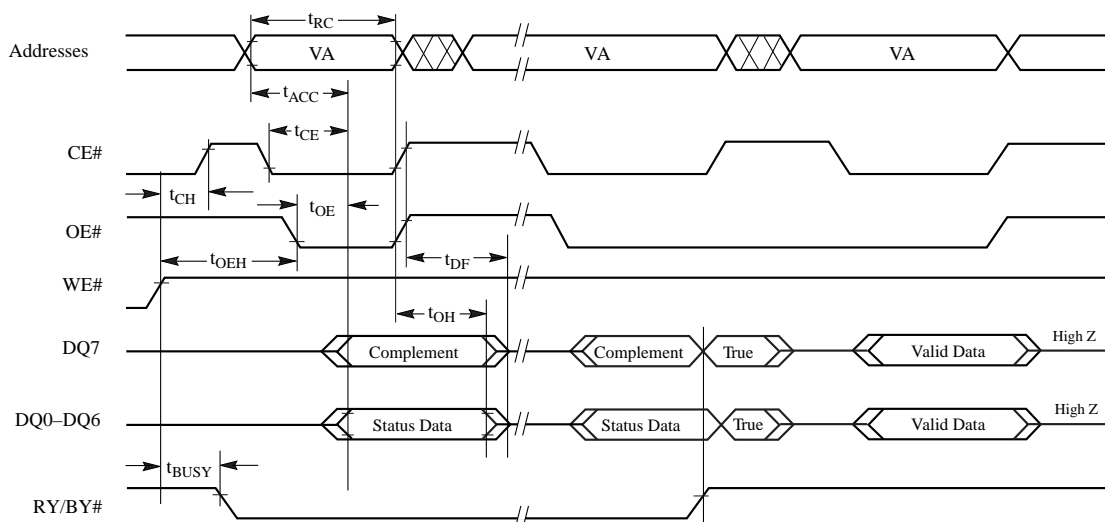 tRC
Addresses VA VA VA
tACC
tCE
CE#
tCH tOE
OE#
tOEH tDF
WE#
tOH
DQ7 Complement Complement True Valid Data High Z
DQ0–DQ6 Status Data Status Data True Valid Data High Z
tBUSY
RY/BY#